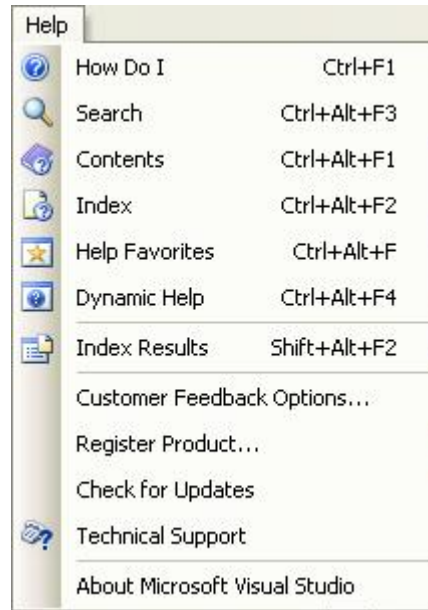 Help
How Do I Ctrl+F1
Search Ctrl+Alt+F3
Contents Ctrl+Alt+F1
Index Ctrl+Alt+F2
Help Favorites Ctrl+Alt+F
Dynamic Help Ctrl+Alt+F4
Index Results Shift+Alt+F2
Customer Feedback Options...
Register Product...
Check for Updates
Technical Support
About Microsoft Visual Studio